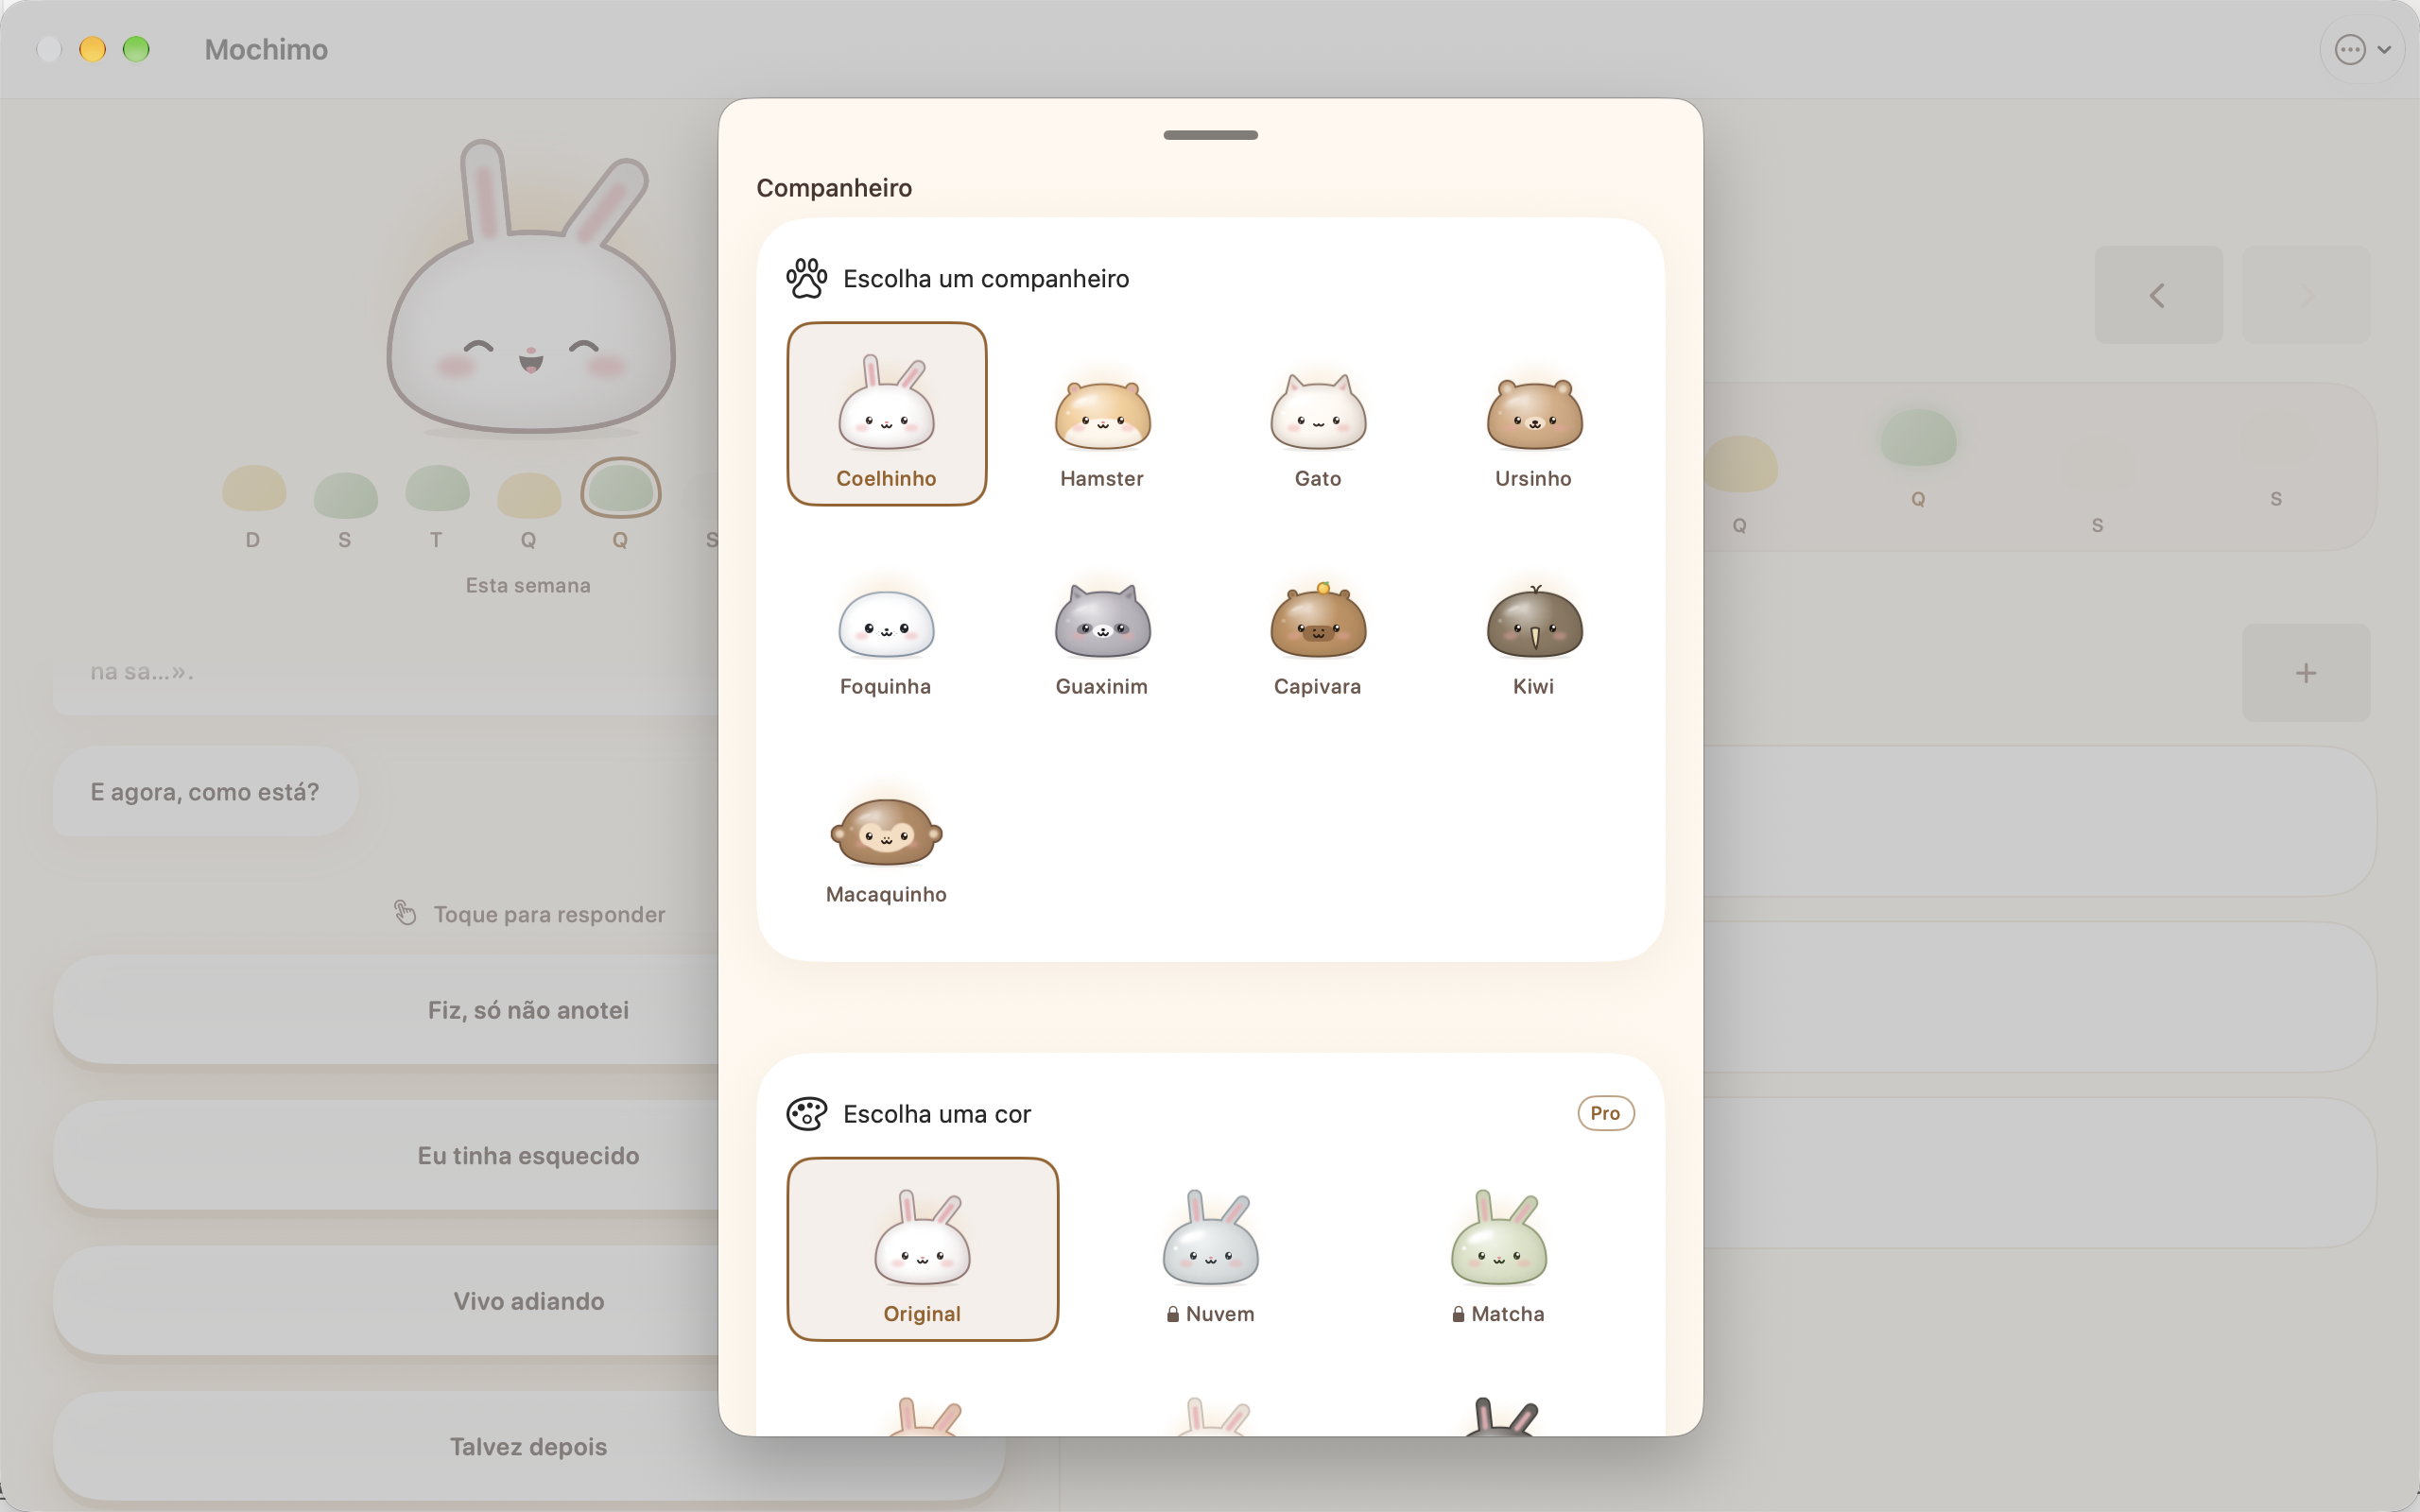 Mochimo
D S T Q Q S
Esta semana
na sa...».
E agora, como está?
Toque para responder
Fiz, só não anotei
Eu tinha esquecido
Vivo adiando
Talvez depois
Companheiro
Escolha um companheiro
Coelhinho
Hamster
Gato
Ursinho
Foquinha
Guaxinim
Capivara
Kiwi
Macaquinho
Escolha uma cor
Pro
Original
Nuvem
Matcha
Q Q S S